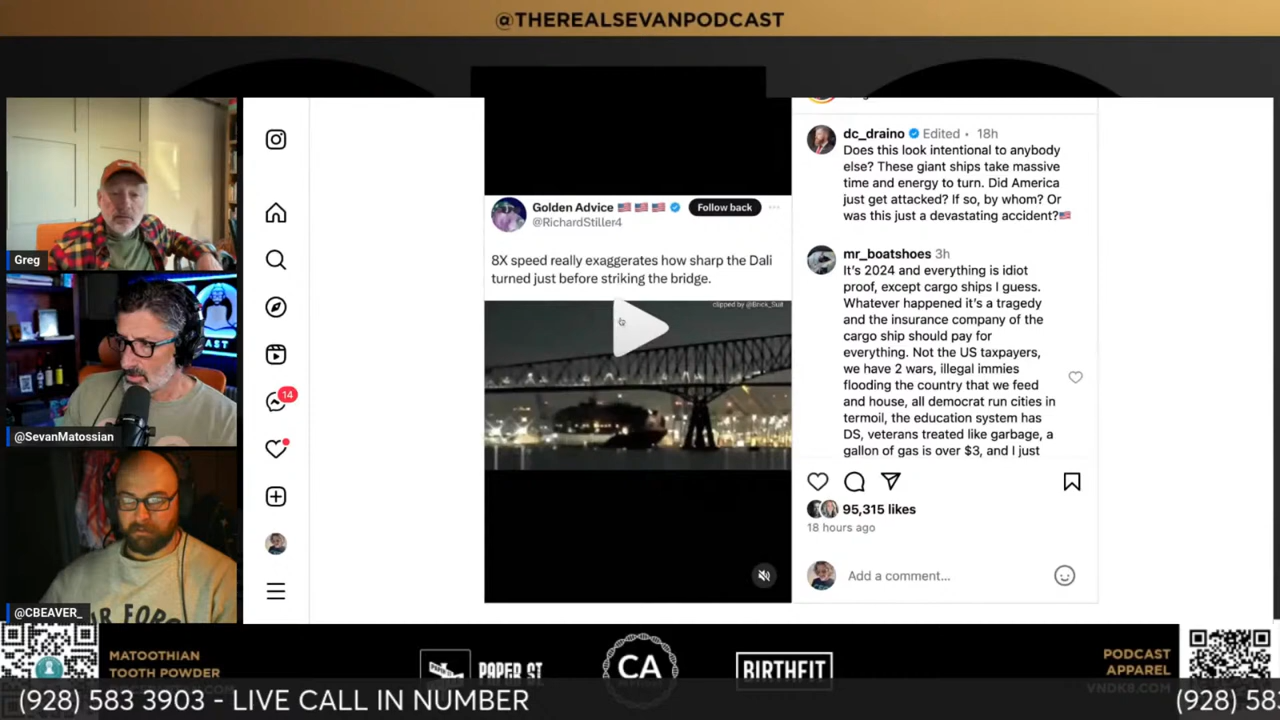 @THEREALSEVANPODCAST
Greg
@SevanMatossian
@CBEAVER_
14
Golden Advice
Follow back
@RichardStiller4
8X speed really exaggerates how sharp the Dali
turned just before striking the bridge.
clipped by @Brick_Suit
dc_draino Edited • 18h
Does this look intentional to anybody
else? These giant ships take massive
time and energy to turn. Did America
just get attacked? If so, by whom? Or
was this just a devastating accident?
mr_boatshoes 3h
It's 2024 and everything is idiot
proof, except cargo ships I guess.
Whatever happened it's a tragedy
and the insurance company of the
cargo ship should pay for
everything. Not the US taxpayers,
we have 2 wars, illegal immies
flooding the country that we feed
and house, all democrat run cities in
termoil, the education system has
DS, veterans treated like garbage, a
gallon of gas is over $3, and I just
95,315 likes
18 hours ago
Add a comment...
MATOOTHIAN
TOOTH POWDER
PAPER ST
CA
BIRTHFIT
PODCAST
APPAREL
VNDK8.COM
(928) 583 3903 - LIVE CALL IN NUMBER
(928) 58